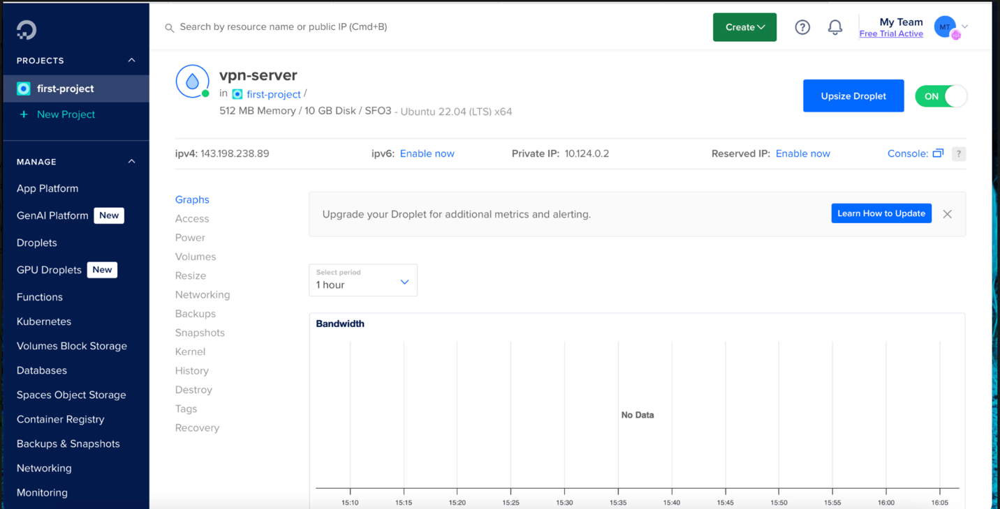 Search by resource name or public IP (Cmd+B)
Create
?
My Team
Free Trial Active
MT
PROJECTS
first-project
+ New Project
MANAGE
App Platform
GenAI Platform New
Droplets
GPU Droplets New
Functions
Kubernetes
Volumes Block Storage
Databases
Spaces Object Storage
Container Registry
Backups & Snapshots
Networking
Monitoring
vpn-server
in first-project /
512 MB Memory / 10 GB Disk / SFO3 - Ubuntu 22.04 (LTS) x64
Upsize Droplet
ON
ipv4: 143.198.238.89
ipv6: Enable now
Private IP: 10.124.0.2
Reserved IP: Enable now
Console: ?
Graphs
Access
Power
Volumes
Resize
Networking
Backups
Snapshots
Kernel
History
Destroy
Tags
Recovery
Upgrade your Droplet for additional metrics and alerting.
Learn How to Update
Select period
1 hour
Bandwidth
No Data
15:10 15:15 15:20 15:25 15:30 15:35 15:40 15:45 15:50 15:55 16:00 16:05